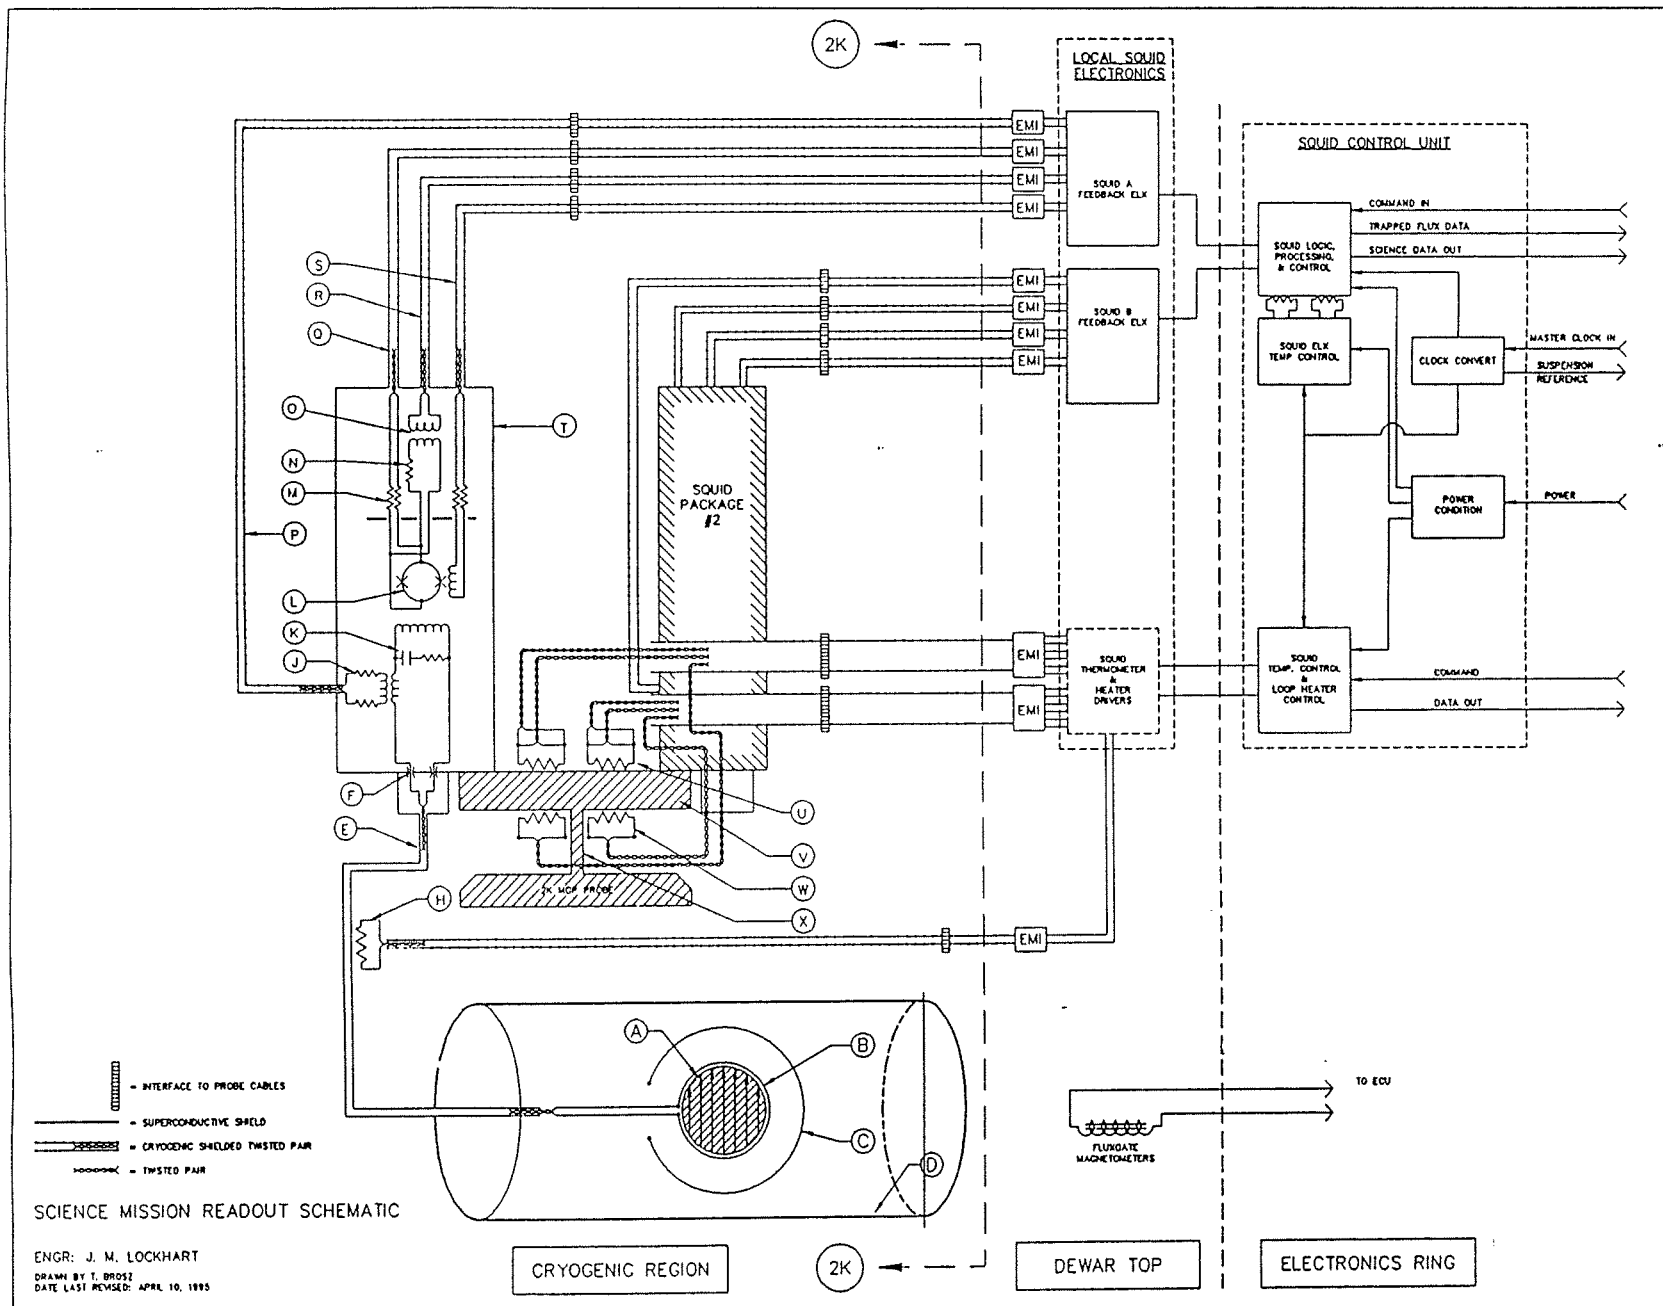 2K
LOCAL SQUID
ELECTRONICS
SQUID CONTROL UNIT
EMI
EMI
EMI
EMI
SQUID A
FEEDBACK ELX
COMMAND IN
TRAPPED FLUX DATA
SCIENCE DATA OUT
SQUID LOGIC,
PROCESSING,
& CONTROL
S
R
Q
EMI
EMI
EMI
EMI
SQUID B
FEEDBACK ELX
SQUID ELX
TEMP CONTROL
CLOCK CONVERT
MASTER CLOCK IN
SUSPENSION
REFERENCE
O
N
M
T
P
L
K
J
SQUID
PACKAGE
#2
POWER
CONDITION
POWER
EMI
EMI
SQUID
THERMOMETER
&
HEATER
DRIVERS
SQUID
TEMP. CONTROL
&
LOOP HEATER
CONTROL
COMMAND
DATA OUT
F
E
U
V
W
X
2K MCP PROBE
H
EMI
A
B
C
D
TO ECU
FLUXGATE
MAGNETOMETERS
= INTERFACE TO PROBE CABLES
= SUPERCONDUCTIVE SHIELD
= CRYOGENIC SHIELDED TWISTED PAIR
= TWISTED PAIR
SCIENCE MISSION READOUT SCHEMATIC
ENGR: J. M. LOCKHART
DRAWN BY T. BROSZ
DATE LAST REVISED: APRIL 10, 1995
CRYOGENIC REGION
2K
DEWAR TOP
ELECTRONICS RING